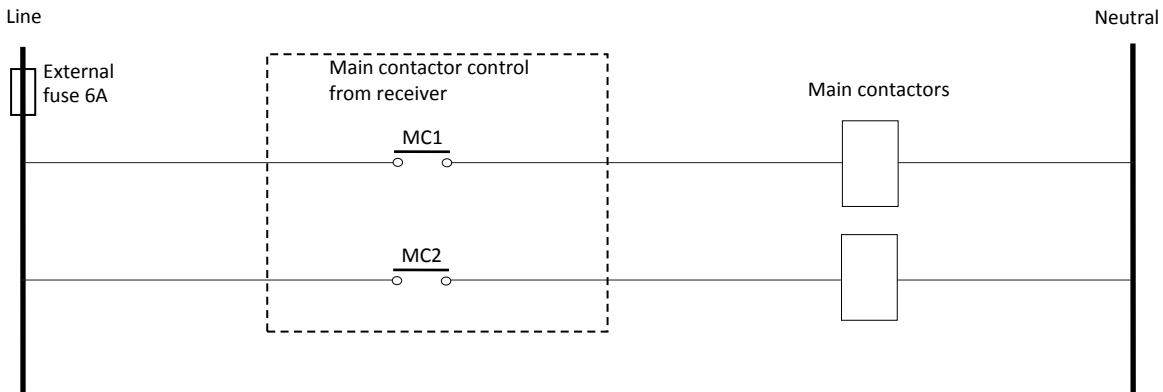 Line
Neutral
External
fuse 6A
Main contactor control
from receiver
Main contactors
MC1
MC2